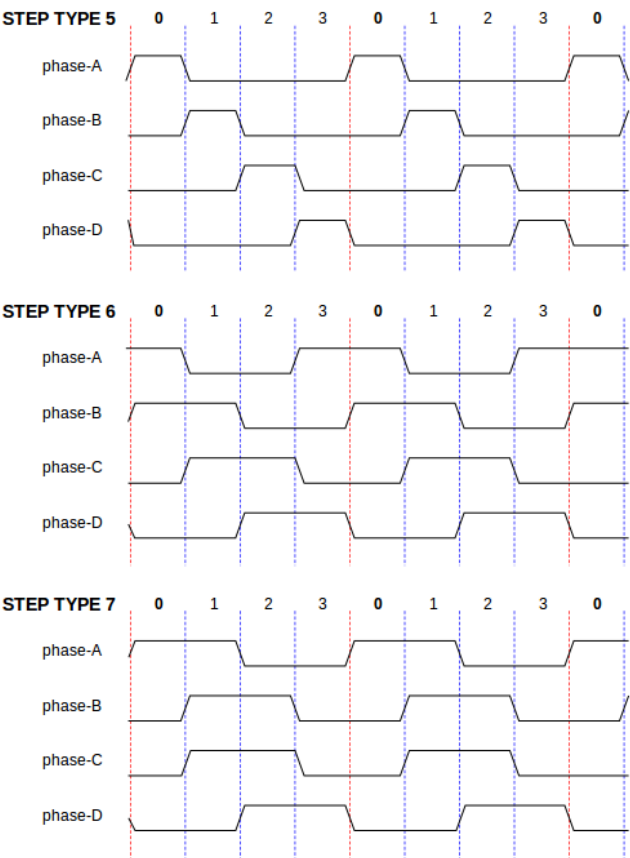 STEP TYPE 5 0 1 2 3 0 1 2 3 0
phase-A
phase-B
phase-C
phase-D
STEP TYPE 6 0 1 2 3 0 1 2 3 0
phase-A
phase-B
phase-C
phase-D
STEP TYPE 7 0 1 2 3 0 1 2 3 0
phase-A
phase-B
phase-C
phase-D